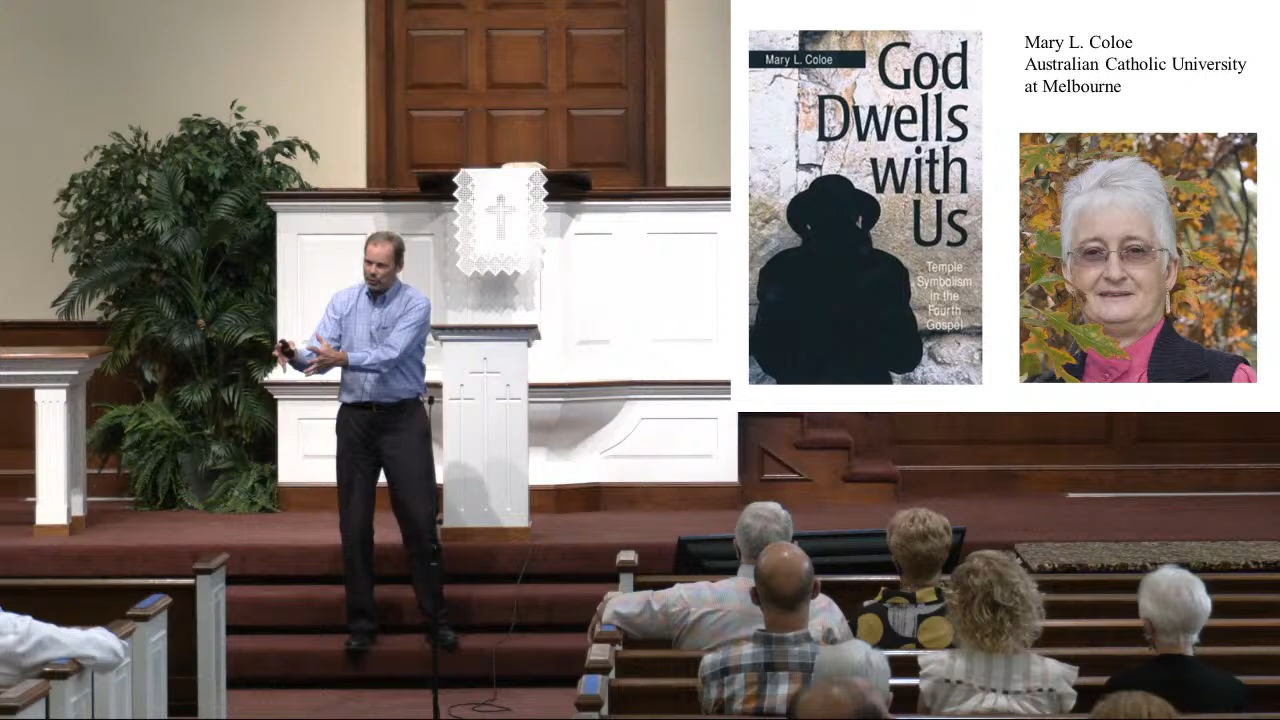 Mary L. Coloe
God
Dwells
with
Us
Temple
Symbolism
in the
Fourth
Gospel
Mary L. Coloe
Australian Catholic University
at Melbourne